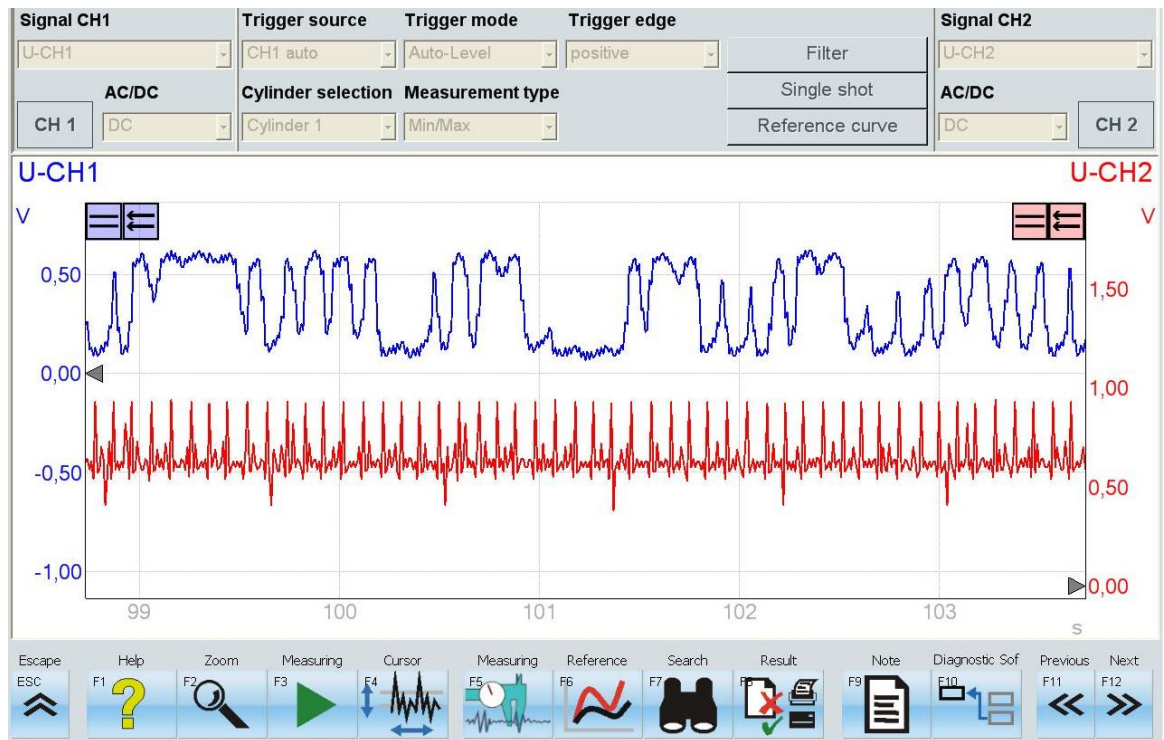 Signal CH1 Trigger source Trigger mode Trigger edge Signal CH2
U-CH1 CH1 auto Auto-Level positive Filter U-CH2
AC/DC Cylinder selection Measurement type Single shot AC/DC
CH 1 DC Cylinder 1 Min/Max Reference curve DC CH 2
U-CH1 U-CH2
V V
0,50 1,50
0,00 1,00
-0,50 0,50
-1,00 0,00
99 100 101 102 103
s
Escape Help Zoom Measuring Cursor Measuring Reference Search Result Note Diagnostic Sof Previous Next
ESC F1 F2 F3 F4 F5 F6 F7 F8 F9 F10 F11 F12